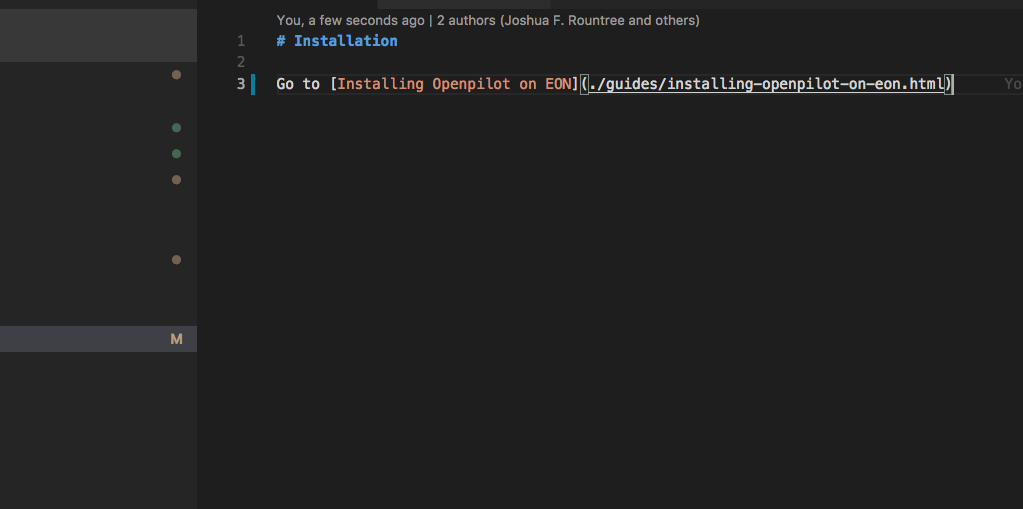 You, a few seconds ago | 2 authors (Joshua F. Rountree and others)
1 # Installation
2
3 Go to [Installing Openpilot on EON](./guides/installing-openpilot-on-eon.html) Yo
M